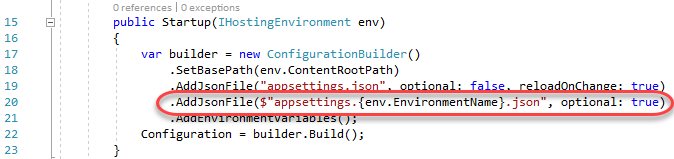 0 references | 0 exceptions
15 public Startup(IHostingEnvironment env)
16 {
17 var builder = new ConfigurationBuilder()
18 .SetBasePath(env.ContentRootPath)
19 .AddJsonFile("appsettings.json", optional: false, reloadOnChange: true)
20 .AddJsonFile($"appsettings.{env.EnvironmentName}.json", optional: true)
21 .AddEnvironmentVariables();
22 Configuration = builder.Build();
23 }